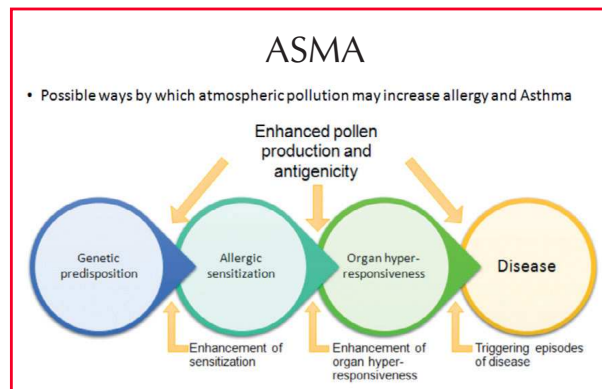 ASMA
• Possible ways by which atmospheric pollution may increase allergy and Asthma
Enhanced pollen
production and
antigenicity
Genetic
predisposition
Allergic
sensitization
Organ hyper-
responsiveness
Disease
Enhancement of
sensitization
Enhancement of
organ hyper-
responsiveness
Triggering episodes
of disease